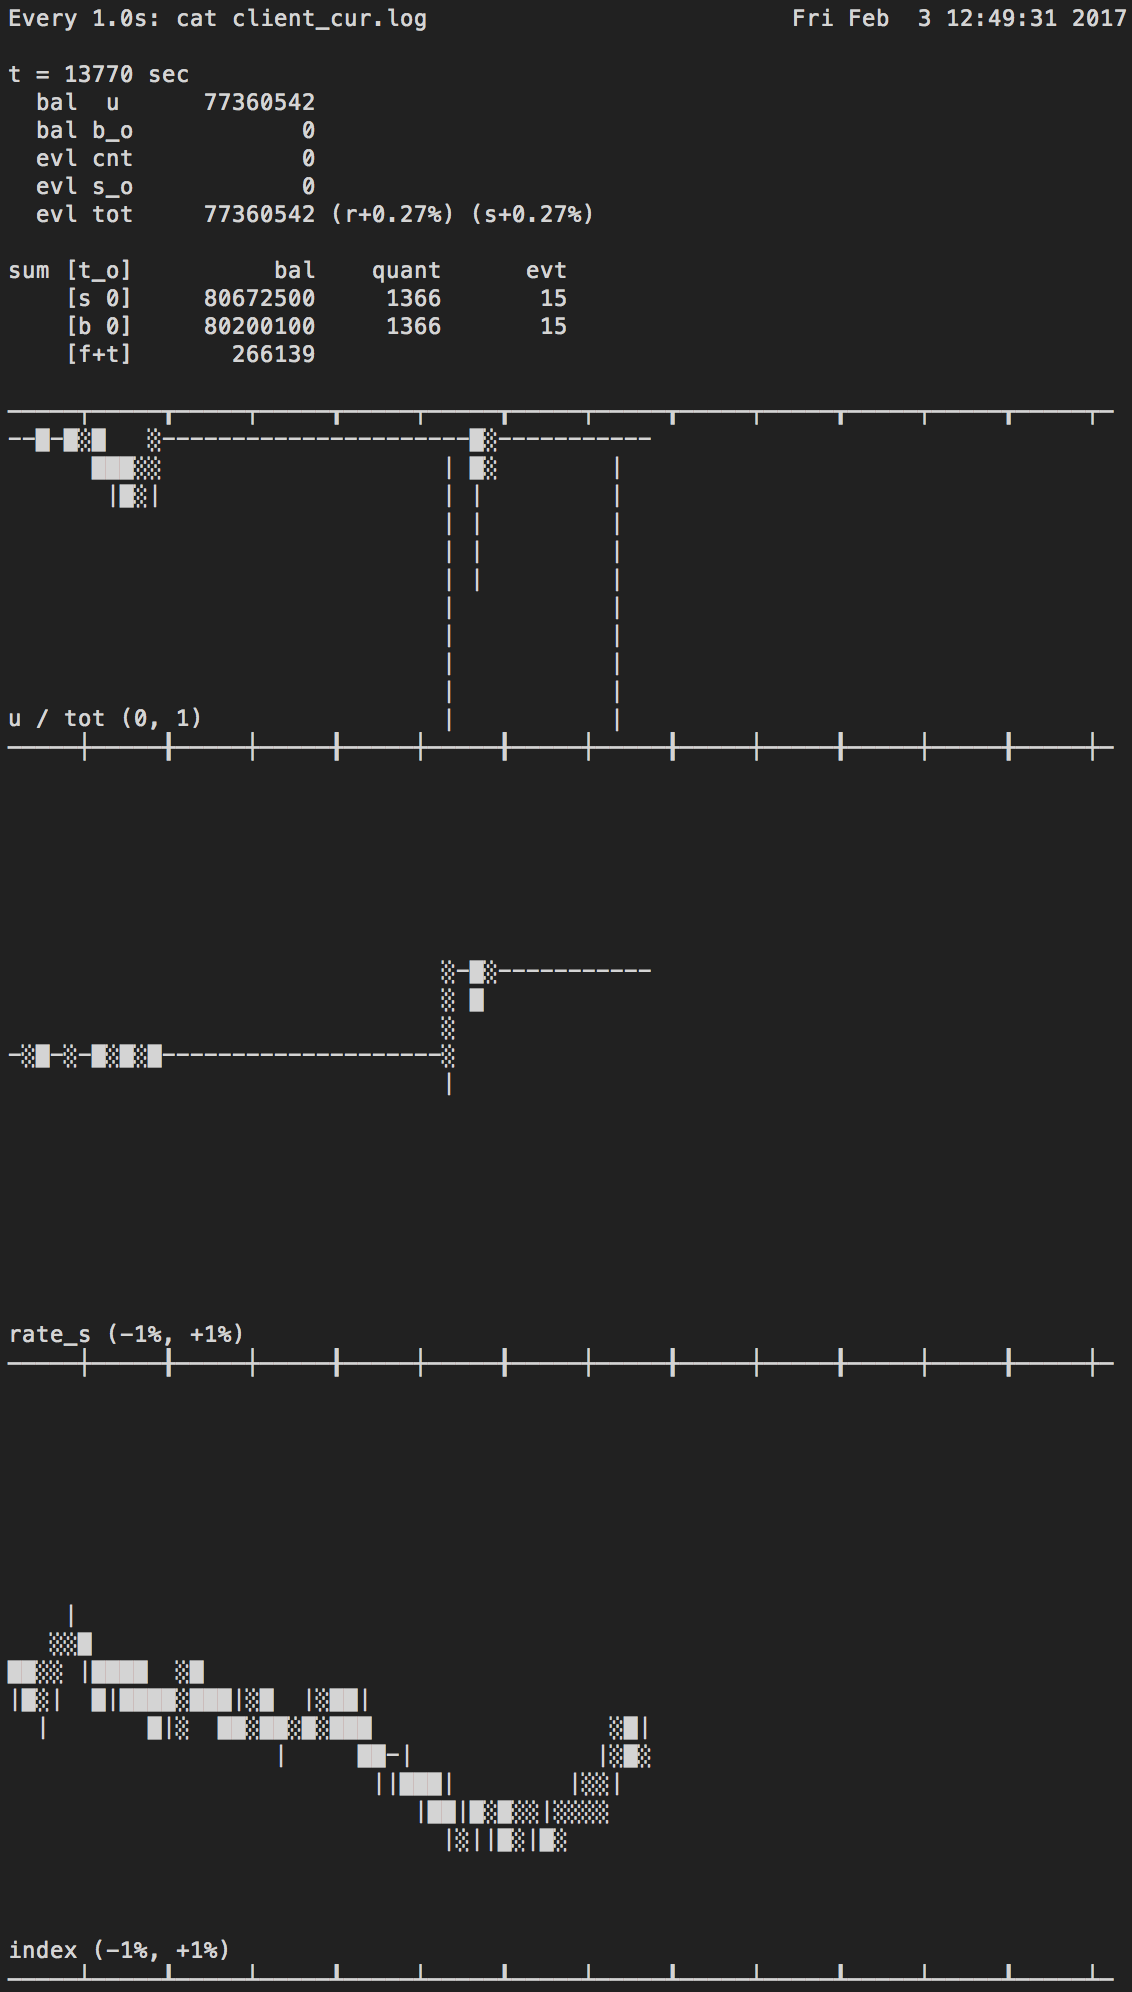 Every 1.0s: cat client_cur.log Fri Feb  3 12:49:31 2017
t = 13770 sec
bal  u 77360542
bal b_o 0
evl cnt 0
evl s_o 0
evl tot 77360542 (r+0.27%) (s+0.27%)
sum [t_o] bal quant evt
[s 0] 80672500 1366 15
[b 0] 80200100 1366 15
[f+t] 266139
u / tot (0, 1)
rate_s (-1%, +1%)
index (-1%, +1%)